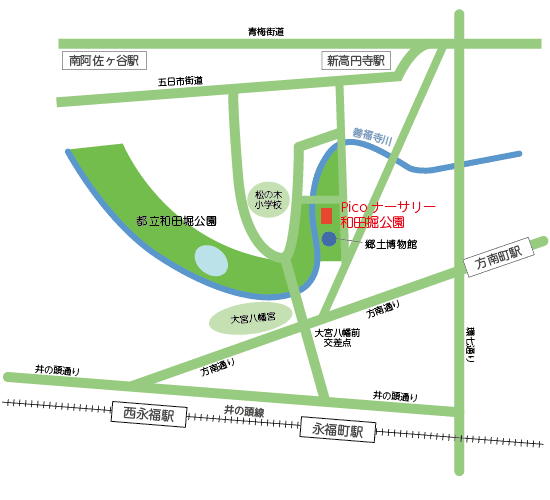 青梅街道
南阿佐ヶ谷駅
新高円寺駅
五日市街道
善福寺川
松の木
小学校
Pico ナーサリー
和田堀公園
都立和田堀公園
郷土博物館
方南町駅
大宮八幡宮
方南通り
大宮八幡前
交差点
環七通り
方南通り
井の頭通り
井の頭通り
西永福駅
井の頭線
永福町駅